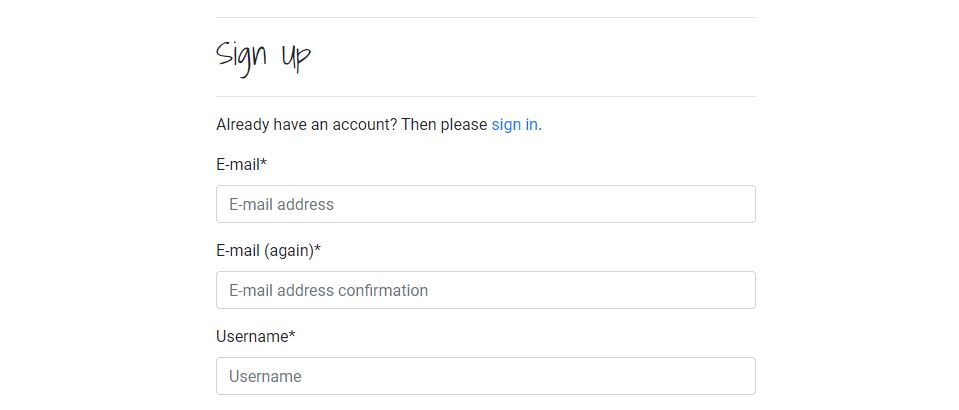 Sign Up
Already have an account? Then please sign in.
E-mail*
E-mail address
E-mail (again)*
E-mail address confirmation
Username*
Username